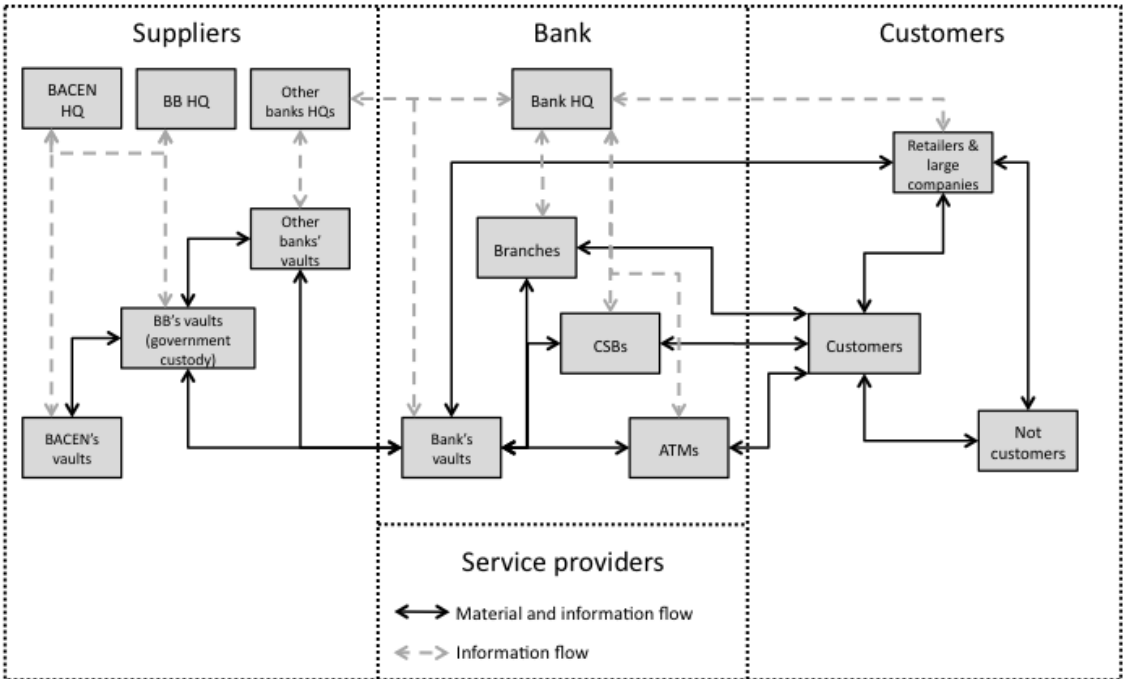 Suppliers
Bank
Customers
BACEN
HQ
BB HQ
Other
banks HQs
Bank HQ
Retailers &
large
companies
Other
banks'
vaults
Branches
BB's vaults
(government
custody)
CSBs
Customers
BACEN's
vaults
Bank's
vaults
ATMs
Not
customers
Service providers
Material and information flow
Information flow